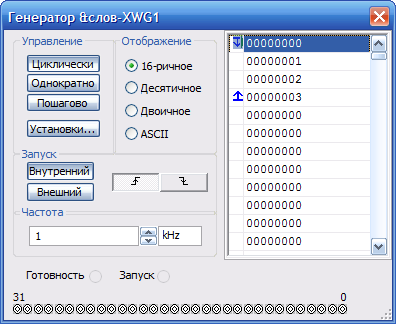 Генератор &слов-XWG1
Управление
Циклически
Однократно
Пошагово
Установки...
Отображение
16-ричное
Десятичное
Двоичное
ASCII
Запуск
Внутренний
Внешний
Частота
1
kHz
Готовность
Запуск
31
0
00000000
00000001
00000002
00000003
00000000
00000000
00000000
00000000
00000000
00000000
00000000
00000000